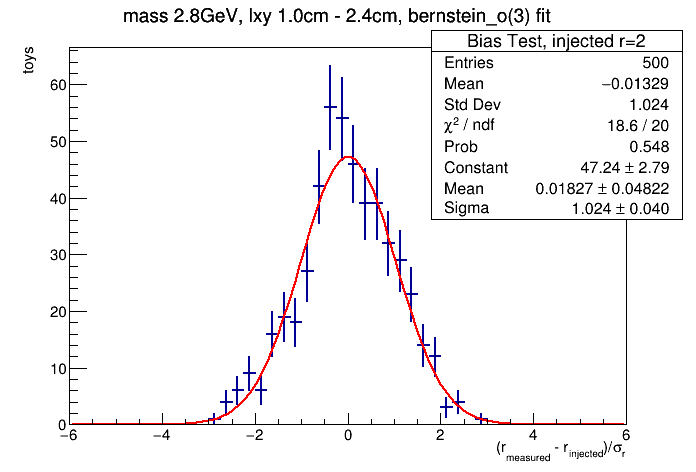 mass 2.8GeV, lxy 1.0cm - 2.4cm, bernstein_o(3) fit
Bias Test, injected r=2
Entries 500
Mean −0.01329
Std Dev 1.024
χ² / ndf 18.6 / 20
Prob 0.548
Constant 47.24 ± 2.79
Mean 0.01827 ± 0.04822
Sigma 1.024 ± 0.040
toys
60
50
40
30
20
10
0
−6 −4 −2 0 2 4 6
(r_measured - r_injected)/σ_r